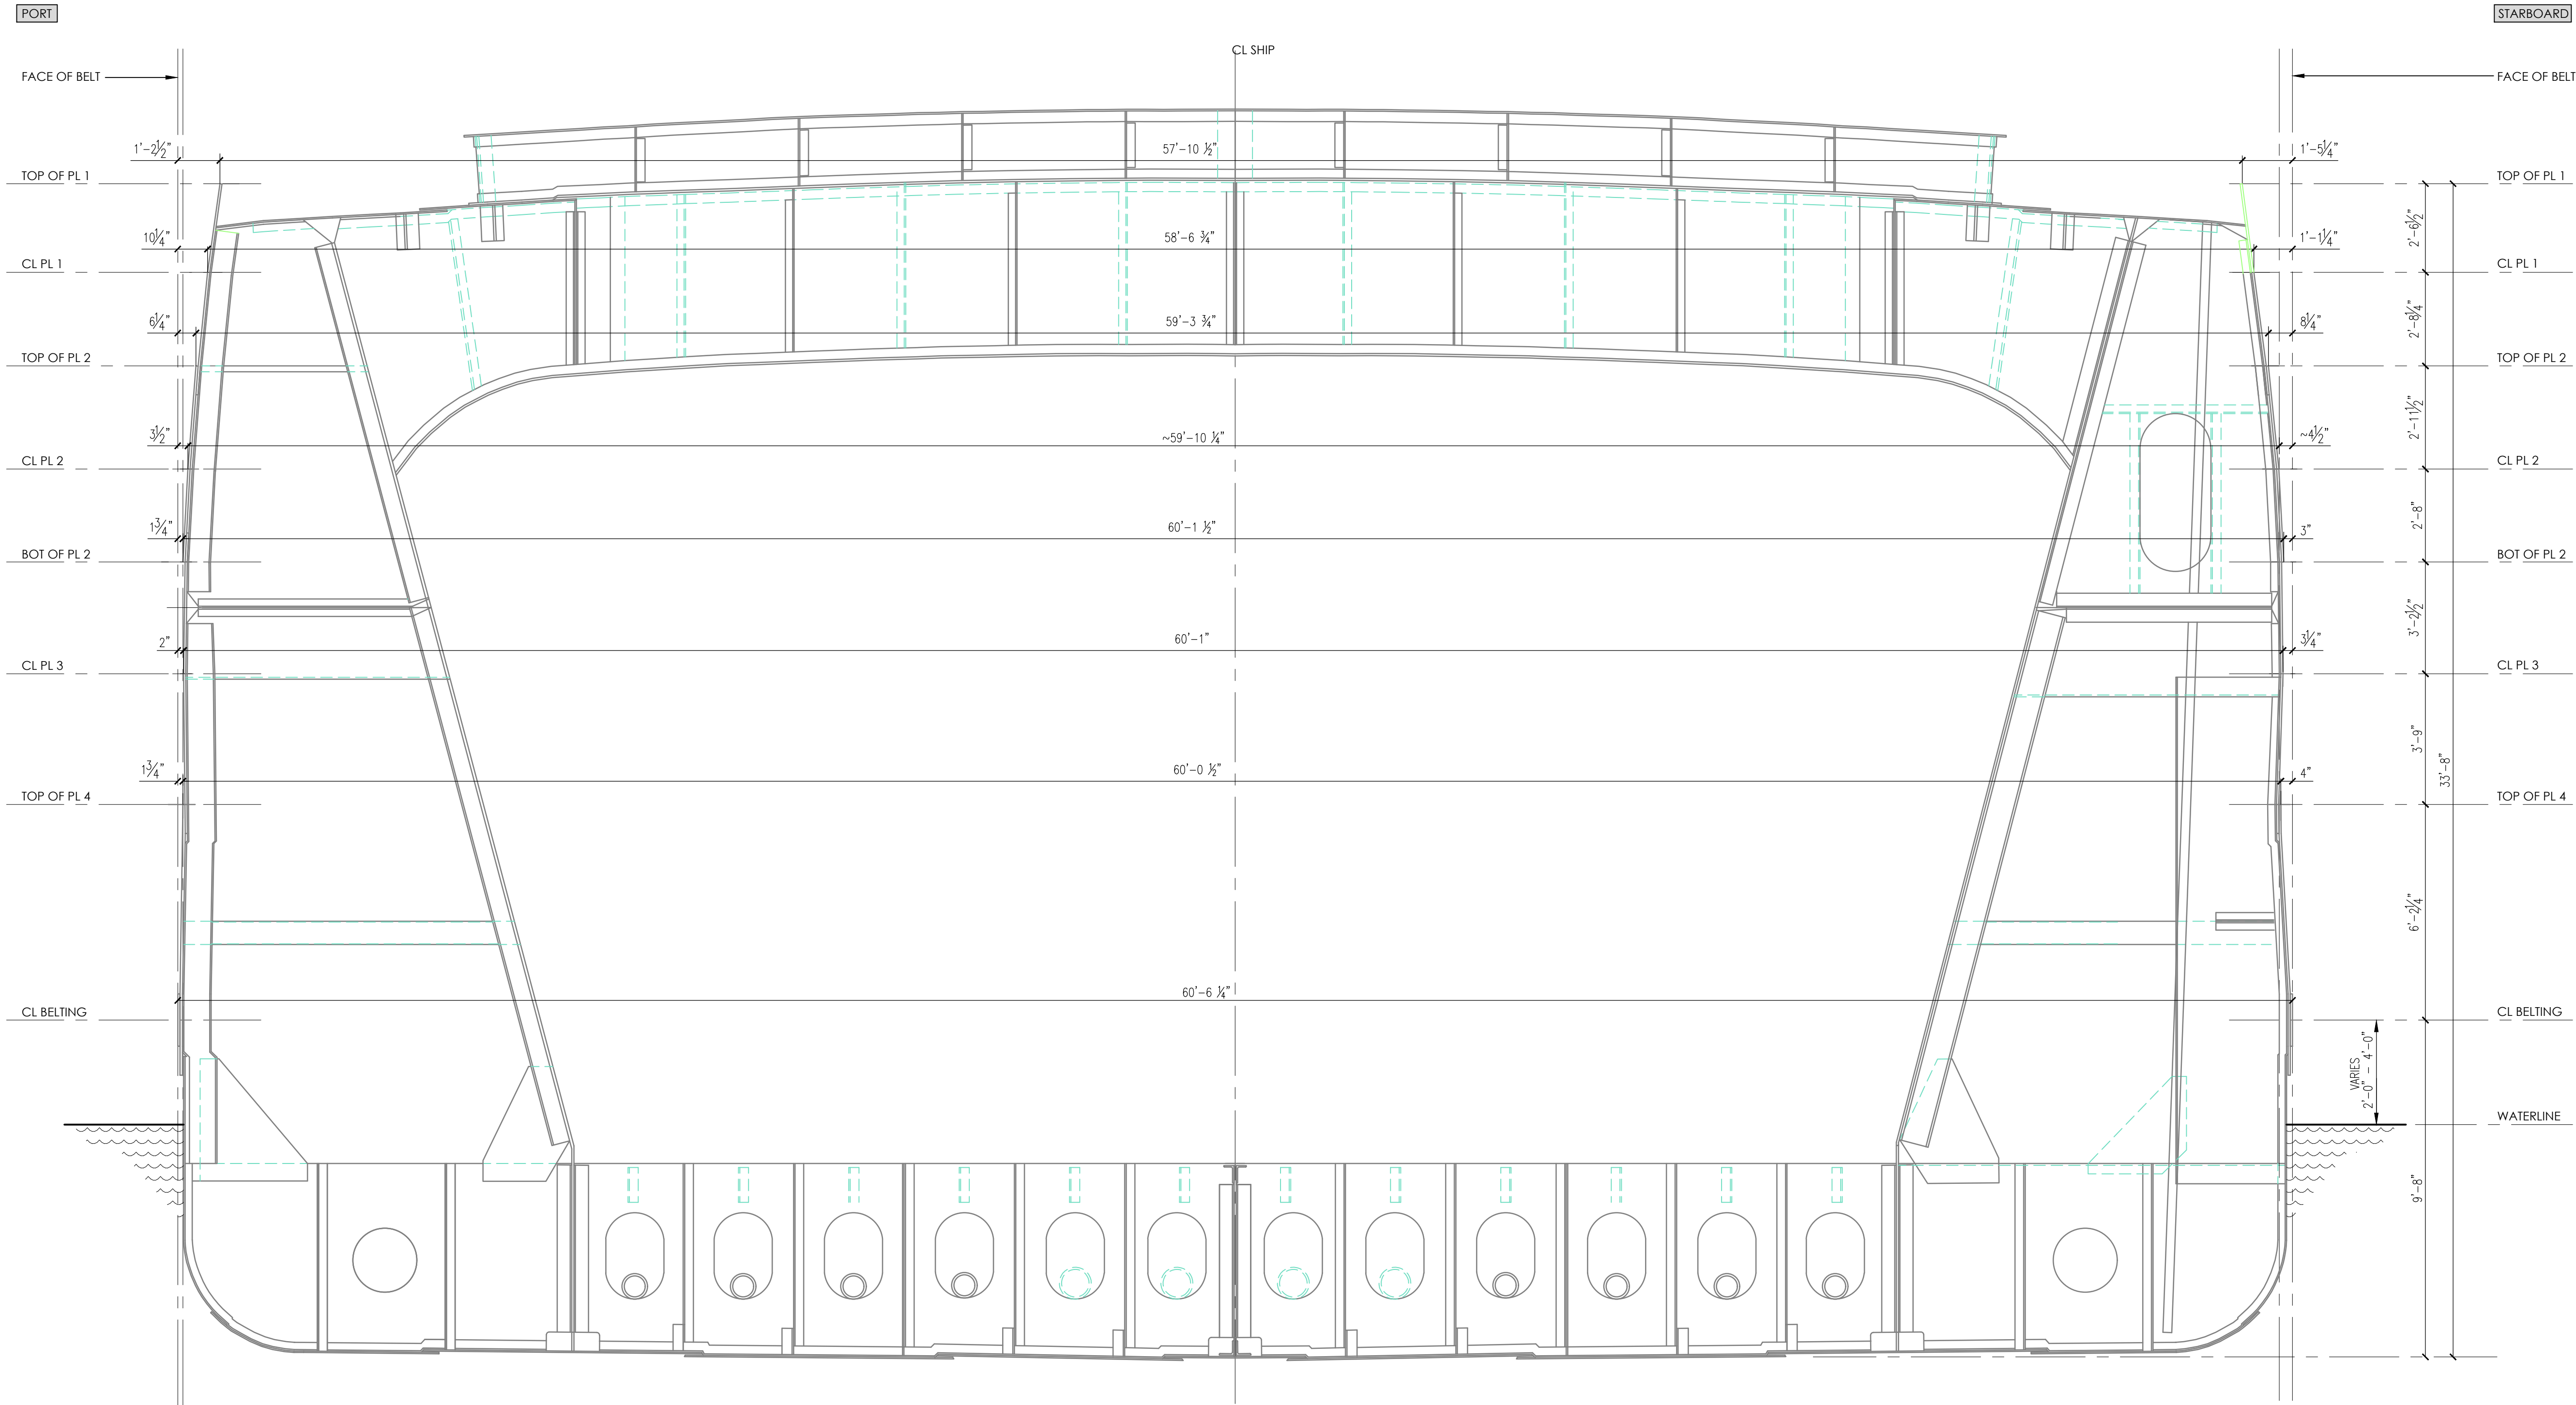 PORT
STARBOARD
CL SHIP
FACE OF BELT
FACE OF BELT
1'-2½"
57'-10 ½"
1'-5¼"
TOP OF PL 1
TOP OF PL 1
10¼"
58'-6 ¾"
1'-1¼"
2'-6½"
CL PL 1
CL PL 1
6¼"
59'-3 ¾"
8¼"
2'-8¼"
TOP OF PL 2
TOP OF PL 2
3½"
~59'-10 ¼"
~4½"
2'-11½"
CL PL 2
CL PL 2
1¾"
60'-1 ½"
3"
2'-8"
BOT OF PL 2
BOT OF PL 2
2"
60'-1"
3¼"
3'-2½"
CL PL 3
CL PL 3
1¾"
60'-0 ½"
4"
3'-9"
33'-8"
TOP OF PL 4
TOP OF PL 4
6'-2¼"
60'-6 ¼"
CL BELTING
CL BELTING
VARIES
2'-0" - 4'-0"
WATERLINE
9'-8"